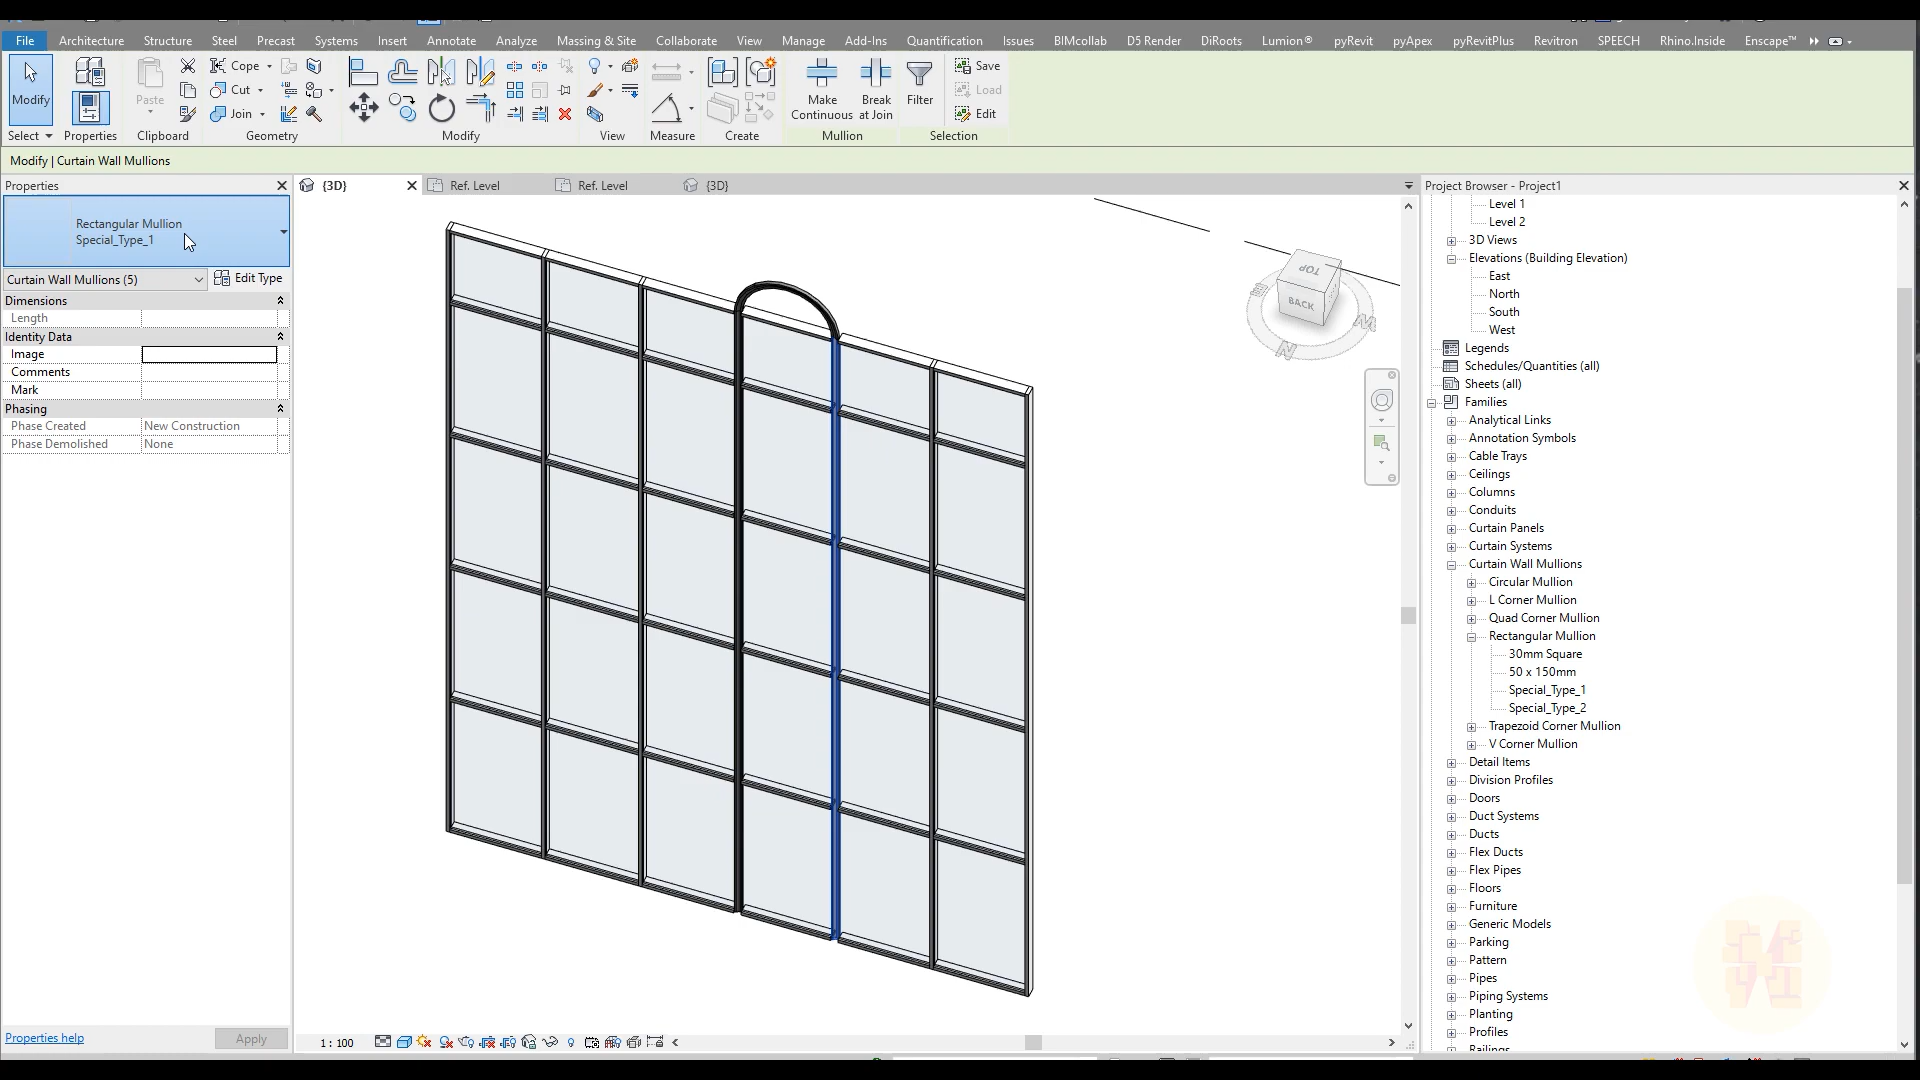 File Architecture Structure Steel Precast Systems Insert Annotate Analyze Massing & Site Collaborate View Manage Add-Ins Quantification Issues BIMcollab D5 Render DiRoots Lumion® pyRevit pyApex pyRevitPlus Revitron SPEECH Rhino.Inside Enscape™
Modify
Paste
Cope
Cut
Join
Make Continuous
Break at Join
Filter
Save
Load
Edit
Select Properties Clipboard Geometry Modify View Measure Create Mullion Selection
Modify | Curtain Wall Mullions
Properties
{3D} Ref. Level Ref. Level {3D}
Project Browser - Project1
Rectangular Mullion
Special_Type_1
Curtain Wall Mullions (5) Edit Type
Dimensions
Length
Identity Data
Image
Comments
Mark
Phasing
Phase Created New Construction
Phase Demolished None
Properties help Apply
TOP
BACK
N
W
1 : 100
Level 1
Level 2
3D Views
Elevations (Building Elevation)
East
North
South
West
Legends
Schedules/Quantities (all)
Sheets (all)
Families
Analytical Links
Annotation Symbols
Cable Trays
Ceilings
Columns
Conduits
Curtain Panels
Curtain Systems
Curtain Wall Mullions
Circular Mullion
L Corner Mullion
Quad Corner Mullion
Rectangular Mullion
30mm Square
50 x 150mm
Special_Type_1
Special_Type_2
Trapezoid Corner Mullion
V Corner Mullion
Detail Items
Division Profiles
Doors
Duct Systems
Ducts
Flex Ducts
Flex Pipes
Floors
Furniture
Generic Models
Parking
Pattern
Pipes
Piping Systems
Planting
Profiles
Railings